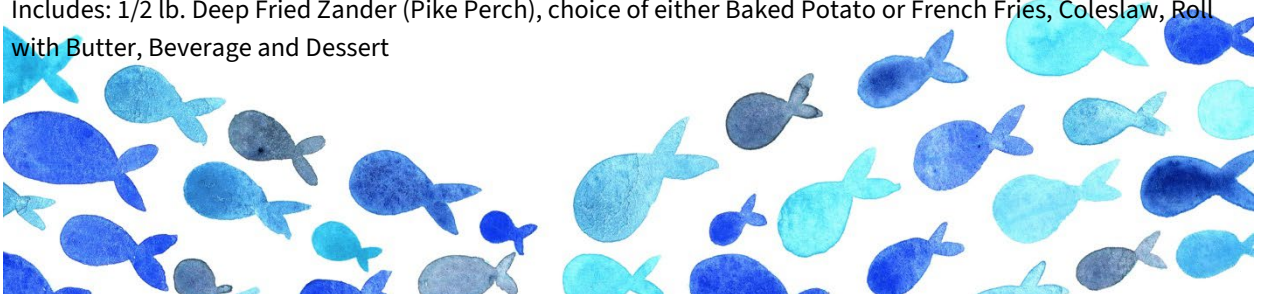 Includes: 1/2 lb. Deep Fried Zander (Pike Perch), choice of either Baked Potato or French Fries, Coleslaw, Roll
with Butter, Beverage and Dessert